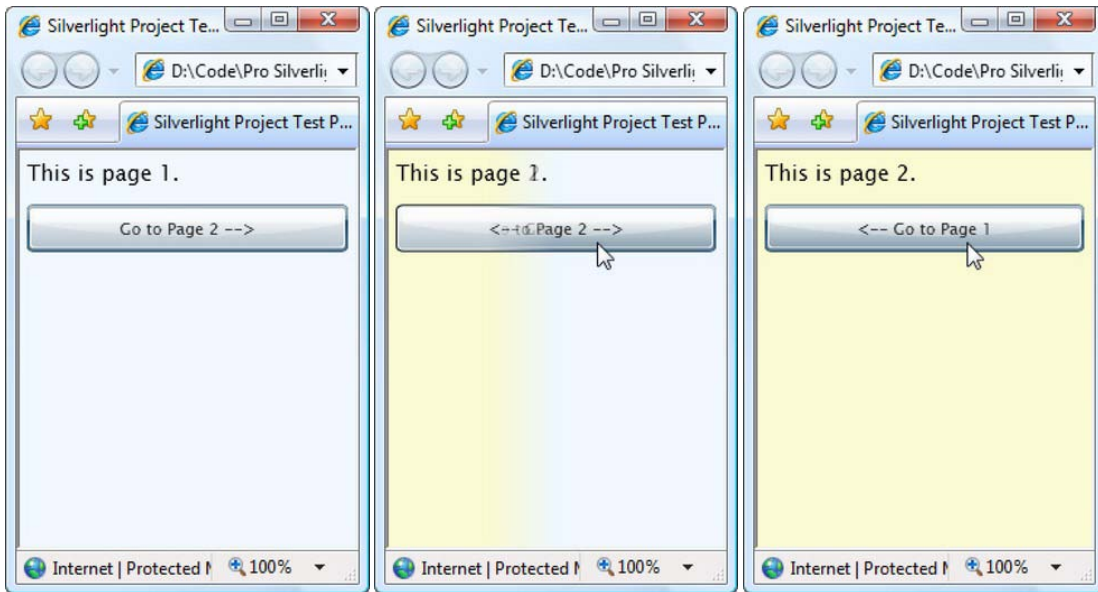 Silverlight Project Te...
D:\Code\Pro Silverli
Silverlight Project Test P...
This is page 1.
Go to Page 2 -->
Internet | Protected
100%
Silverlight Project Te...
D:\Code\Pro Silverli
Silverlight Project Test P...
This is page
Page 2 -->
Internet | Protected
100%
Silverlight Project Te...
D:\Code\Pro Silverli
Silverlight Project Test P...
This is page 2.
<-- Go to Page 1
Internet | Protected
100%